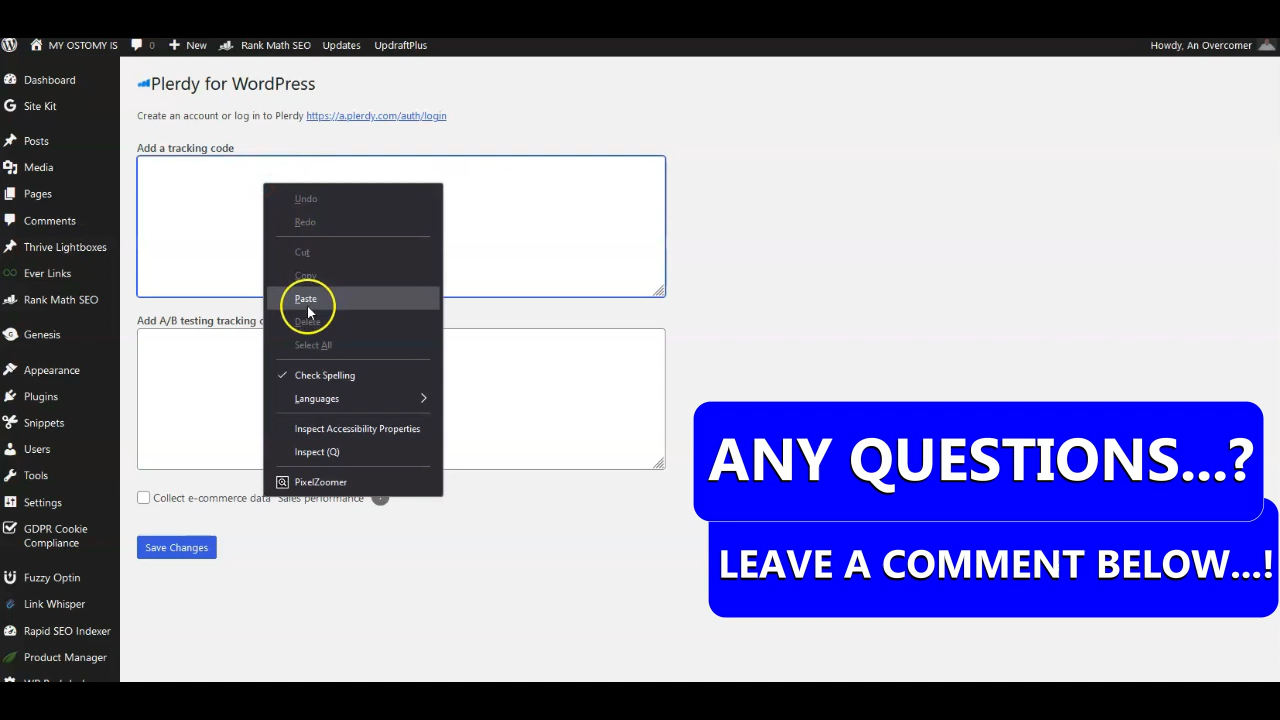 MY OSTOMY IS 0 New Rank Math SEO Updates UpdraftPlus Howdy, An Overcomer
Dashboard
Site Kit
Posts
Media
Pages
Comments
Thrive Lightboxes
Ever Links
Rank Math SEO
Genesis
Appearance
Plugins
Snippets
Users
Tools
Settings
GDPR Cookie
Compliance
Fuzzy Optin
Link Whisper
Rapid SEO Indexer
Product Manager
Plerdy for WordPress
Create an account or log in to Plerdy https://a.plerdy.com/auth/login
Add a tracking code
Undo
Redo
Cut
Copy
Paste
Delete
Select All
Check Spelling
Languages
Inspect Accessibility Properties
Inspect (Q)
PixelZoomer
Add A/B testing tracking
Collect e-commerce data "Sales performance"
Save Changes
ANY QUESTIONS...?
LEAVE A COMMENT BELOW...!